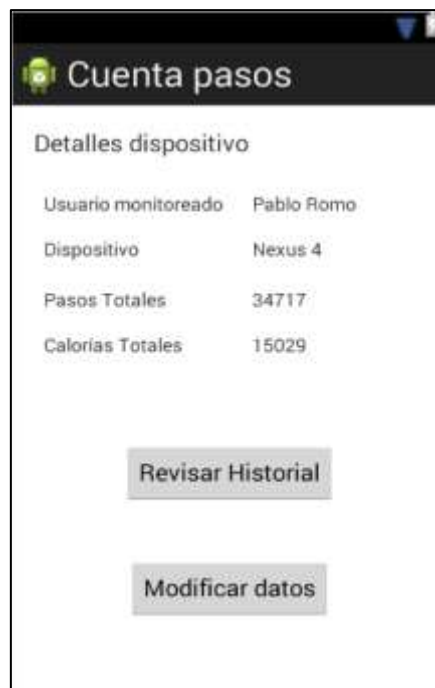 Cuenta pasos
Detalles dispositivo
Usuario monitoreado Pablo Romo
Dispositivo Nexus 4
Pasos Totales 34717
Calorías Totales 15029
Revisar Historial
Modificar datos